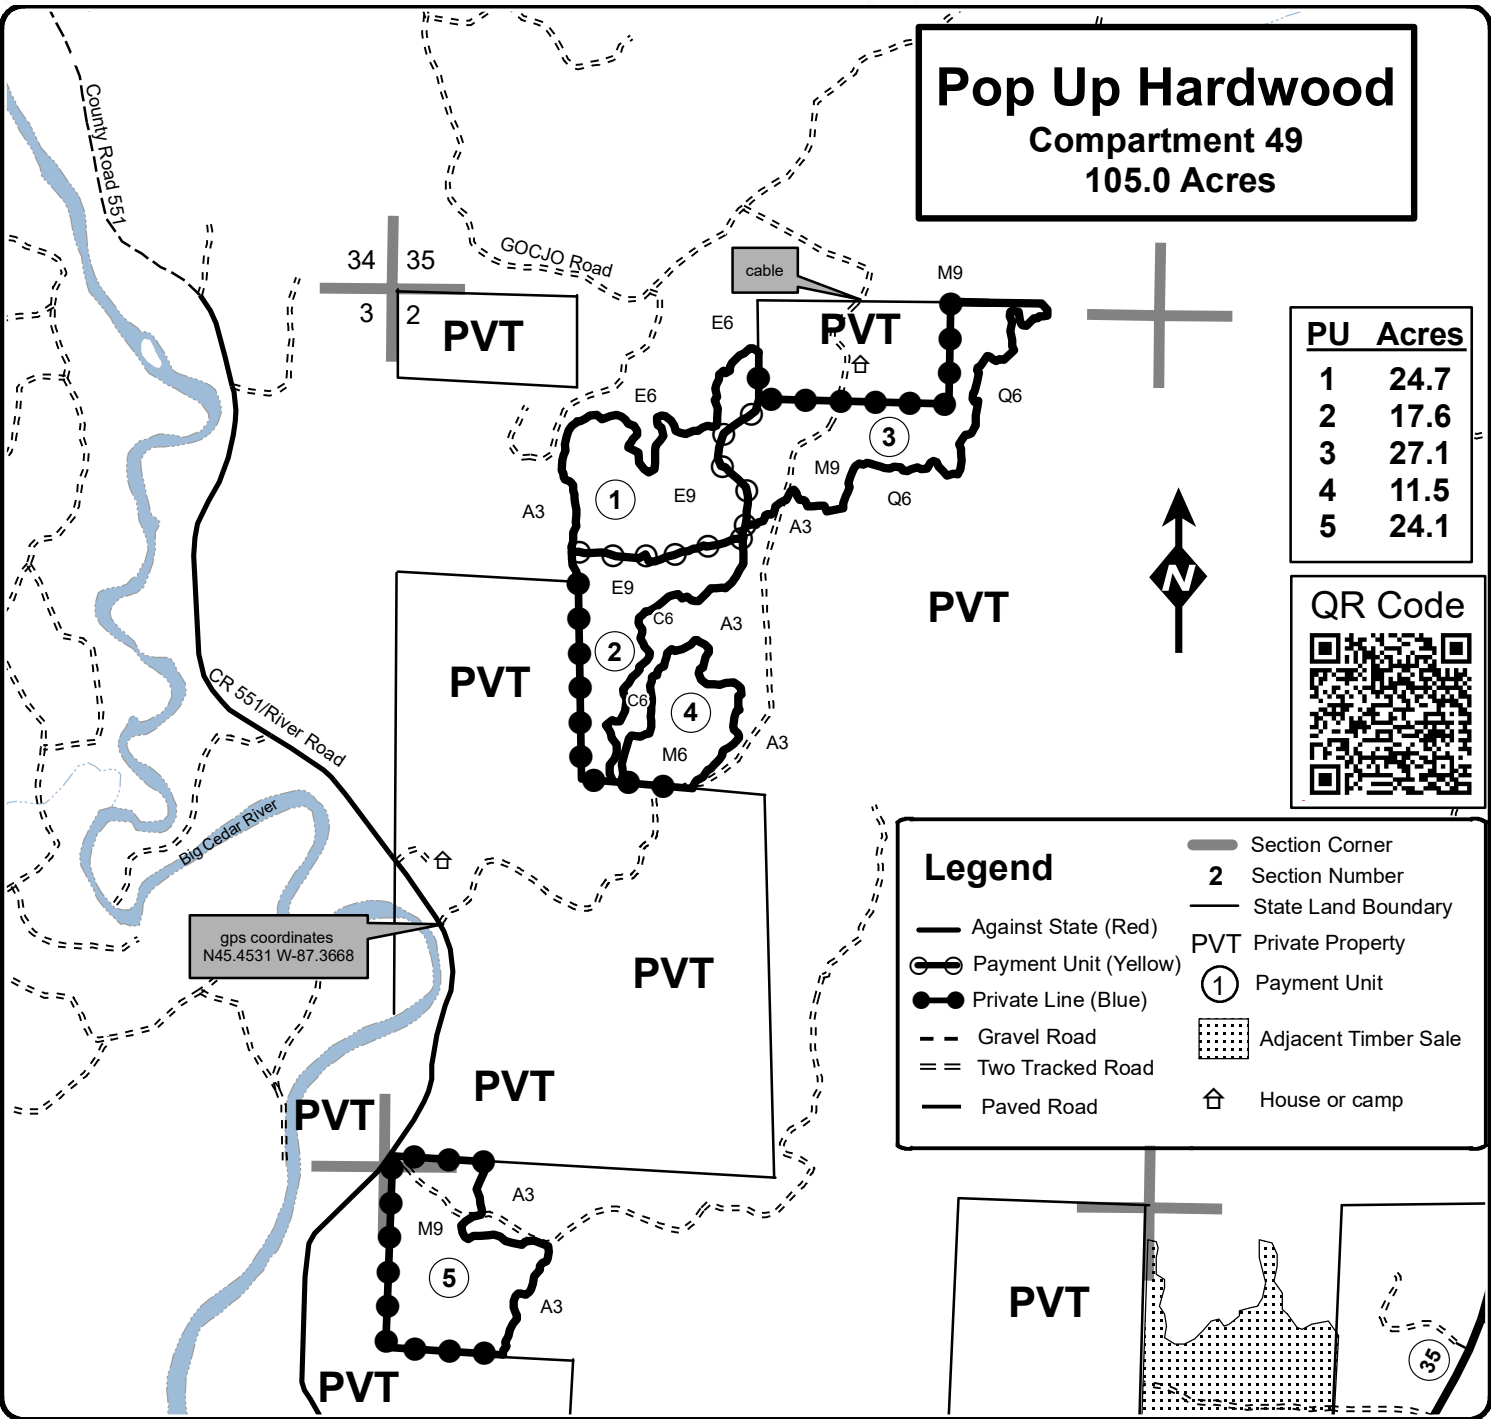 Pop Up Hardwood
Compartment 49
105.0 Acres
County Road 551
34 35
3 2
PVT
GOCJO Road
cable
M9
PVT
E6
E6
Q6
3
M9
Q6
A3
1
E9
A3
E9
C6
A3
2
C6
4
M6
A3
PVT
PVT
CR 551/River Road
Big Cedar River
gps coordinates
N45.4531 W-87.3668
PVT
PVT
PVT
A3
M9
5
A3
PVT
PVT
35
N
PU Acres
1 24.7
2 17.6
3 27.1
4 11.5
5 24.1
QR Code
Legend
Against State (Red)
Payment Unit (Yellow)
Private Line (Blue)
Gravel Road
Two Tracked Road
Paved Road
Section Corner
2 Section Number
State Land Boundary
PVT Private Property
1 Payment Unit
Adjacent Timber Sale
House or camp